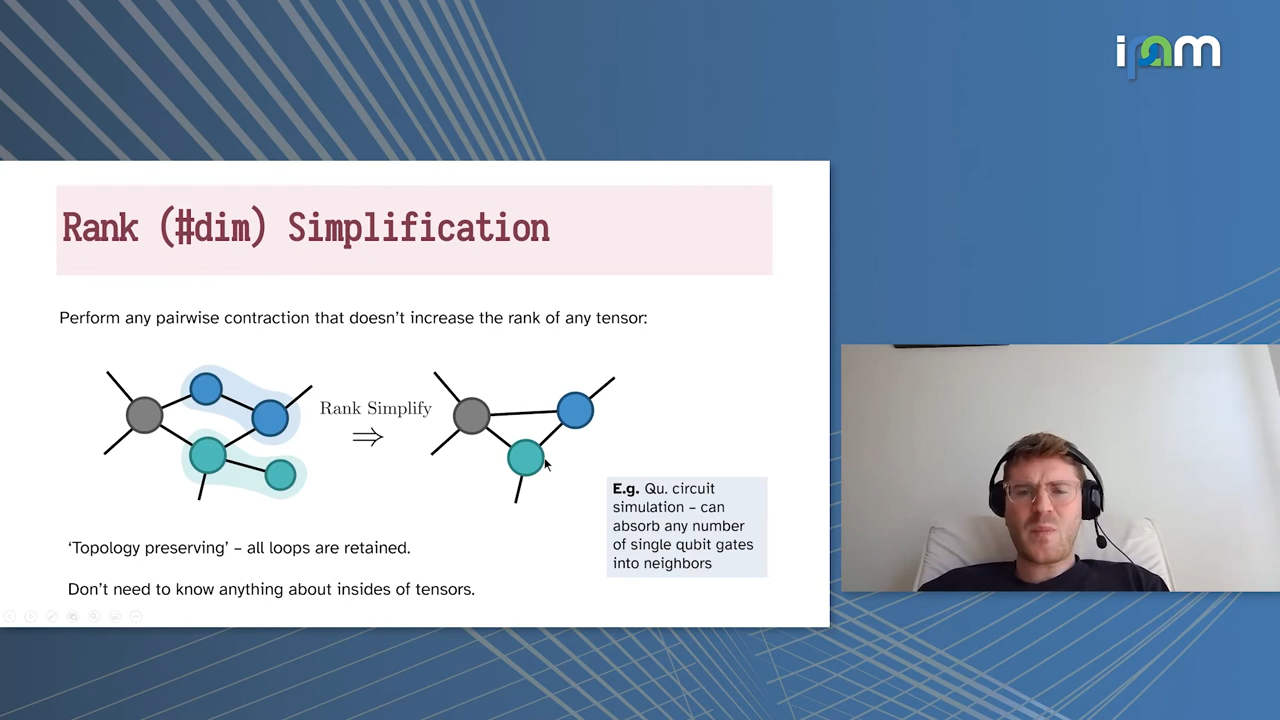 ipam
Rank (#dim) Simplification
Perform any pairwise contraction that doesn’t increase the rank of any tensor:
Rank Simplify
⇒
E.g. Qu. circuit
simulation – can
absorb any number
of single qubit gates
into neighbors
‘Topology preserving’ – all loops are retained.
Don’t need to know anything about insides of tensors.